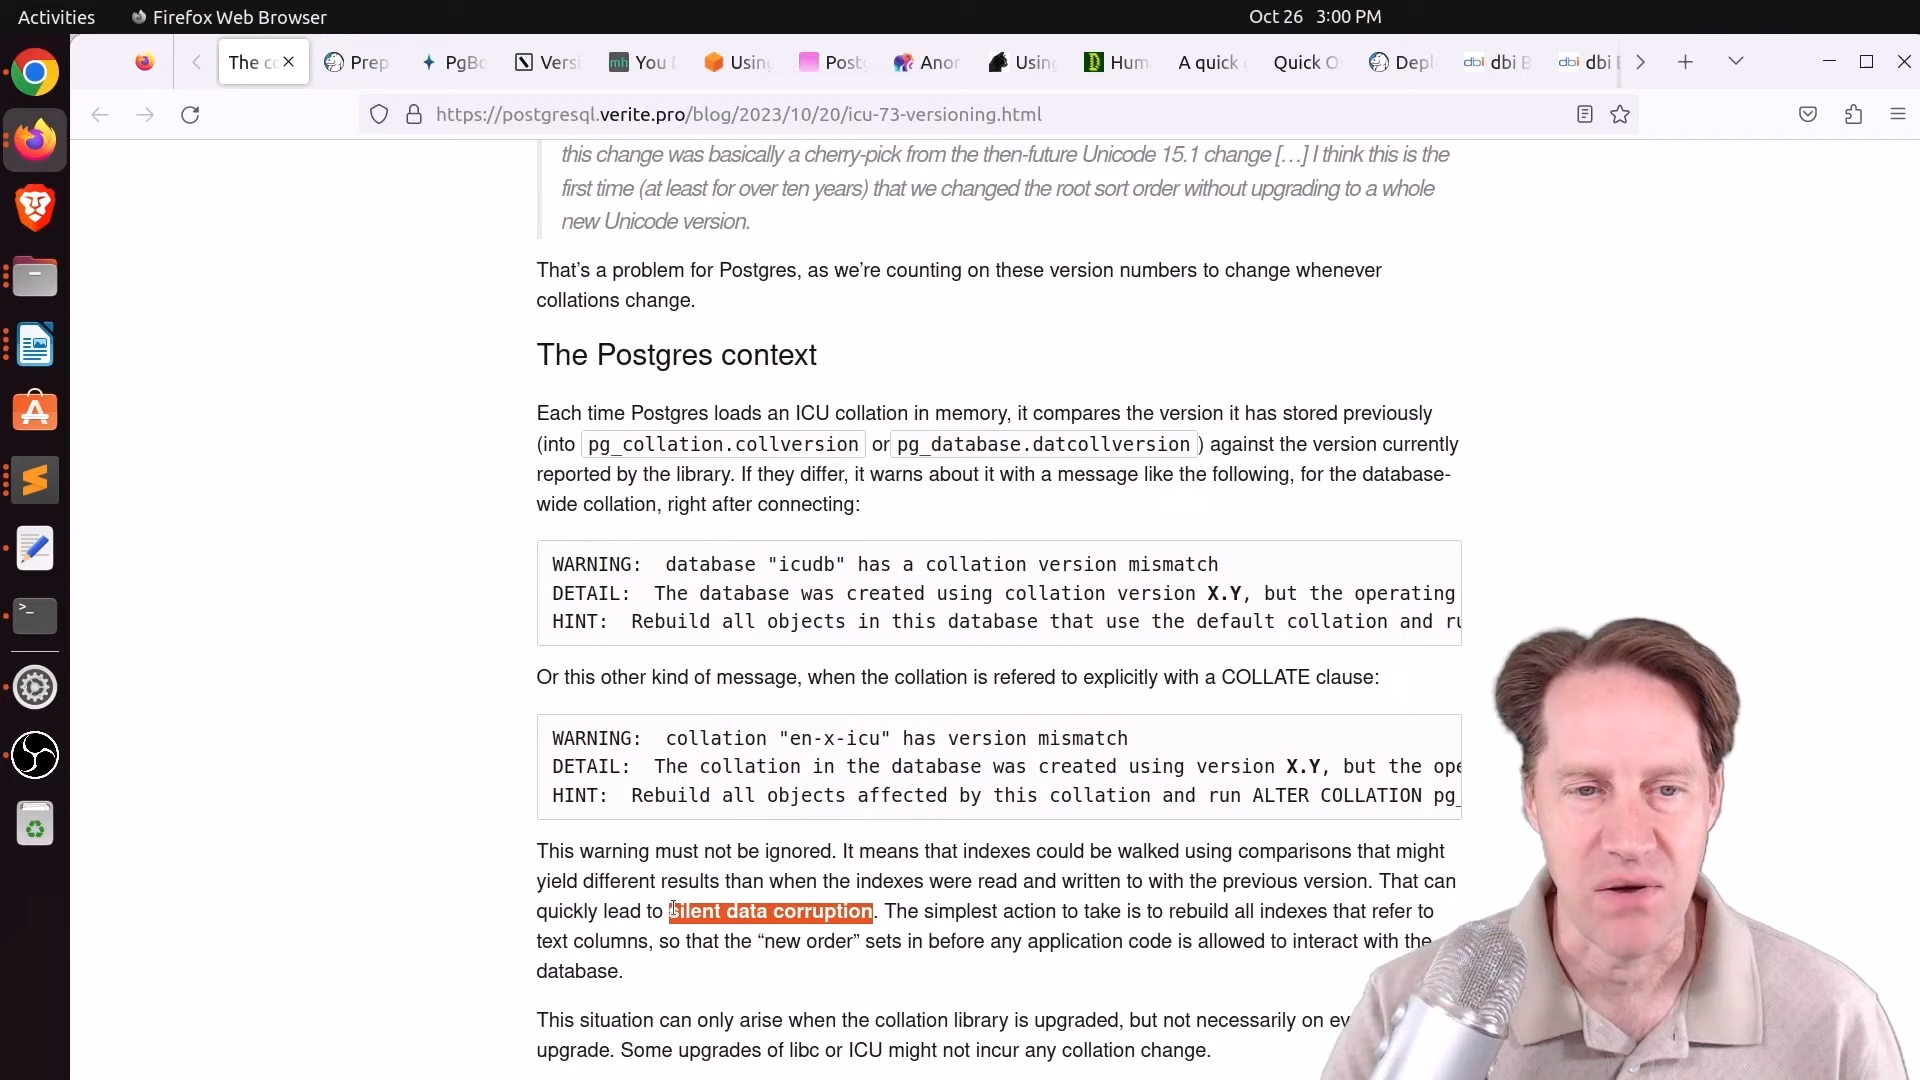 Activities
Firefox Web Browser
Oct 26 3:00 PM
The c
Prep
PgB
Versi
mh You
Using
Postg
Anor
Using
Hum
A quick
Quick O
Depl
dbi B
dbi
https://postgresql.verite.pro/blog/2023/10/20/icu-73-versioning.html
this change was basically a cherry-pick from the then-future Unicode 15.1 change […] I think this is the
first time (at least for over ten years) that we changed the root sort order without upgrading to a whole
new Unicode version.
That’s a problem for Postgres, as we’re counting on these version numbers to change whenever
collations change.
The Postgres context
Each time Postgres loads an ICU collation in memory, it compares the version it has stored previously
(into pg_collation.collversion or pg_database.datcollversion) against the version currently
reported by the library. If they differ, it warns about it with a message like the following, for the database-
wide collation, right after connecting:
WARNING: database "icudb" has a collation version mismatch
DETAIL: The database was created using collation version X.Y, but the operating
HINT: Rebuild all objects in this database that use the default collation and ru
Or this other kind of message, when the collation is refered to explicitly with a COLLATE clause:
WARNING: collation "en-x-icu" has version mismatch
DETAIL: The collation in the database was created using version X.Y, but the ope
HINT: Rebuild all objects affected by this collation and run ALTER COLLATION pg_
This warning must not be ignored. It means that indexes could be walked using comparisons that might
yield different results than when the indexes were read and written to with the previous version. That can
quickly lead to silent data corruption. The simplest action to take is to rebuild all indexes that refer to
text columns, so that the “new order” sets in before any application code is allowed to interact with the
database.
This situation can only arise when the collation library is upgraded, but not necessarily on ev
upgrade. Some upgrades of libc or ICU might not incur any collation change.